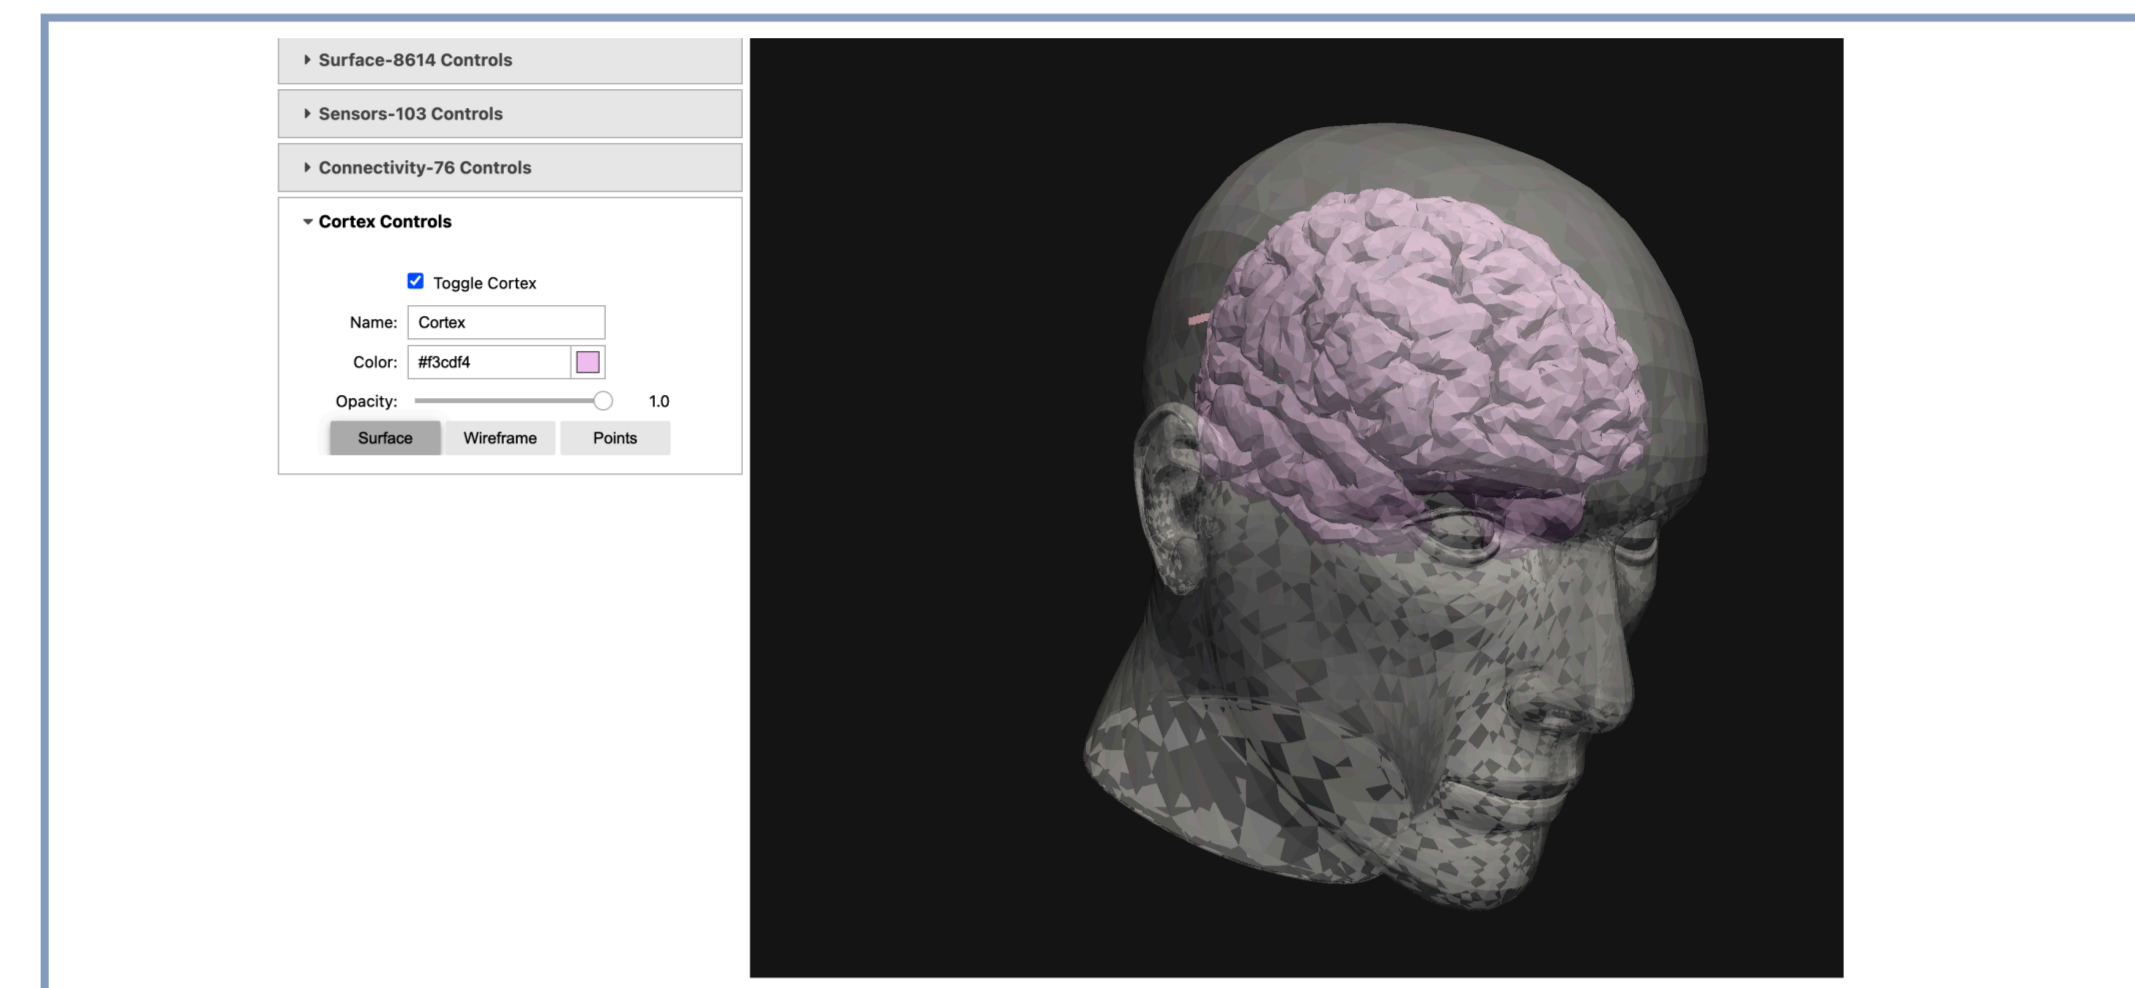 Surface-8614 Controls
Sensors-103 Controls
Connectivity-76 Controls
Cortex Controls
Toggle Cortex
Name: Cortex
Color: #f3cdf4
Opacity: 1.0
Surface Wireframe Points